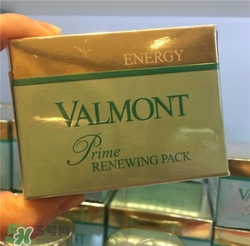 ENERGY
VALMONT
Prime
RENEWING PACK